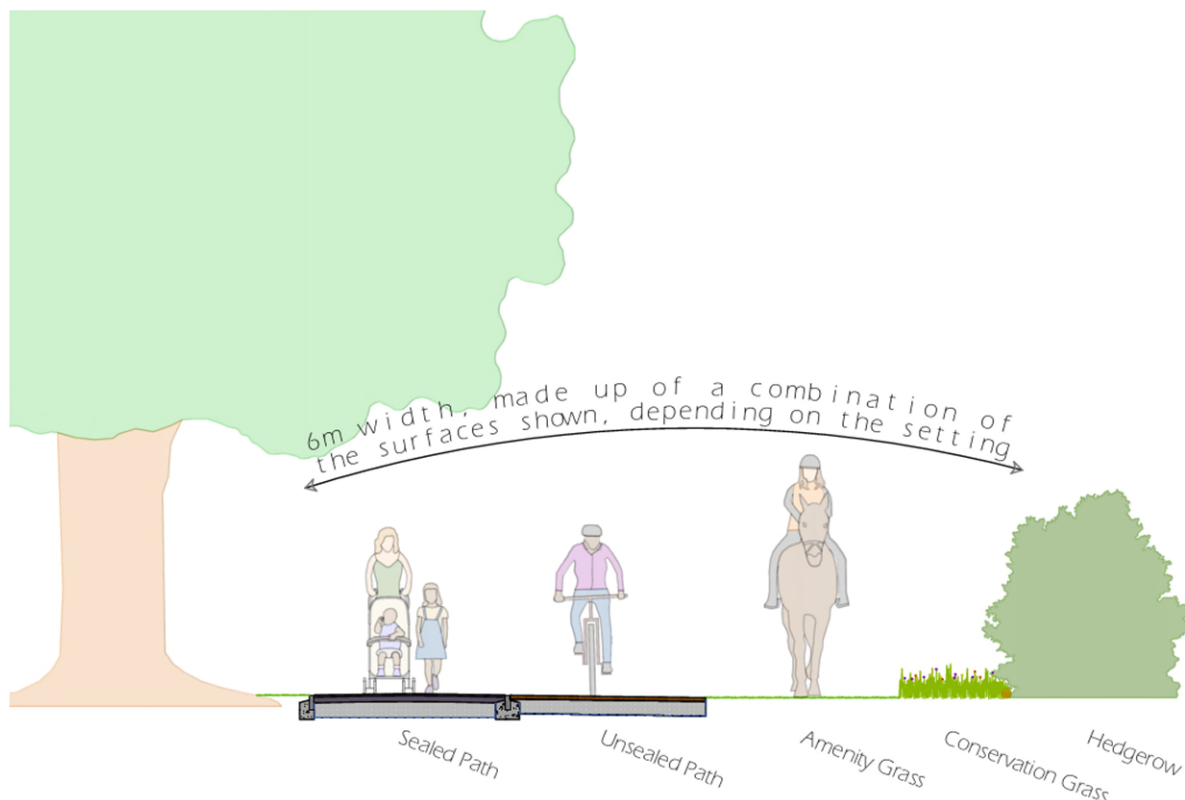 6m width, made up of a combination of
the surfaces shown, depending on the setting
Sealed Path
Unsealed Path
Amenity Grass
Conservation Grass
Hedgerow